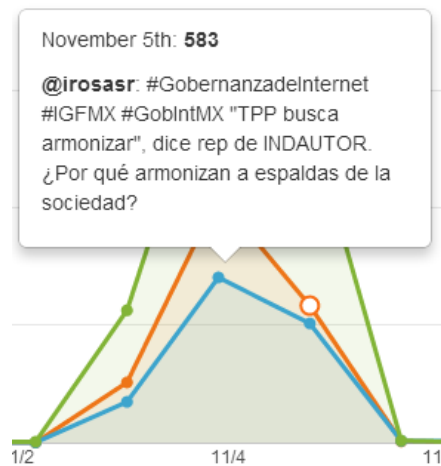 November 5th: 583
@irosasr: #GobernanzadeInternet
#IGFMX #GobIntMX "TPP busca
armonizar", dice rep de INDAUTOR.
¿Por qué armonizan a espaldas de la
sociedad?
1/2 11/4 11